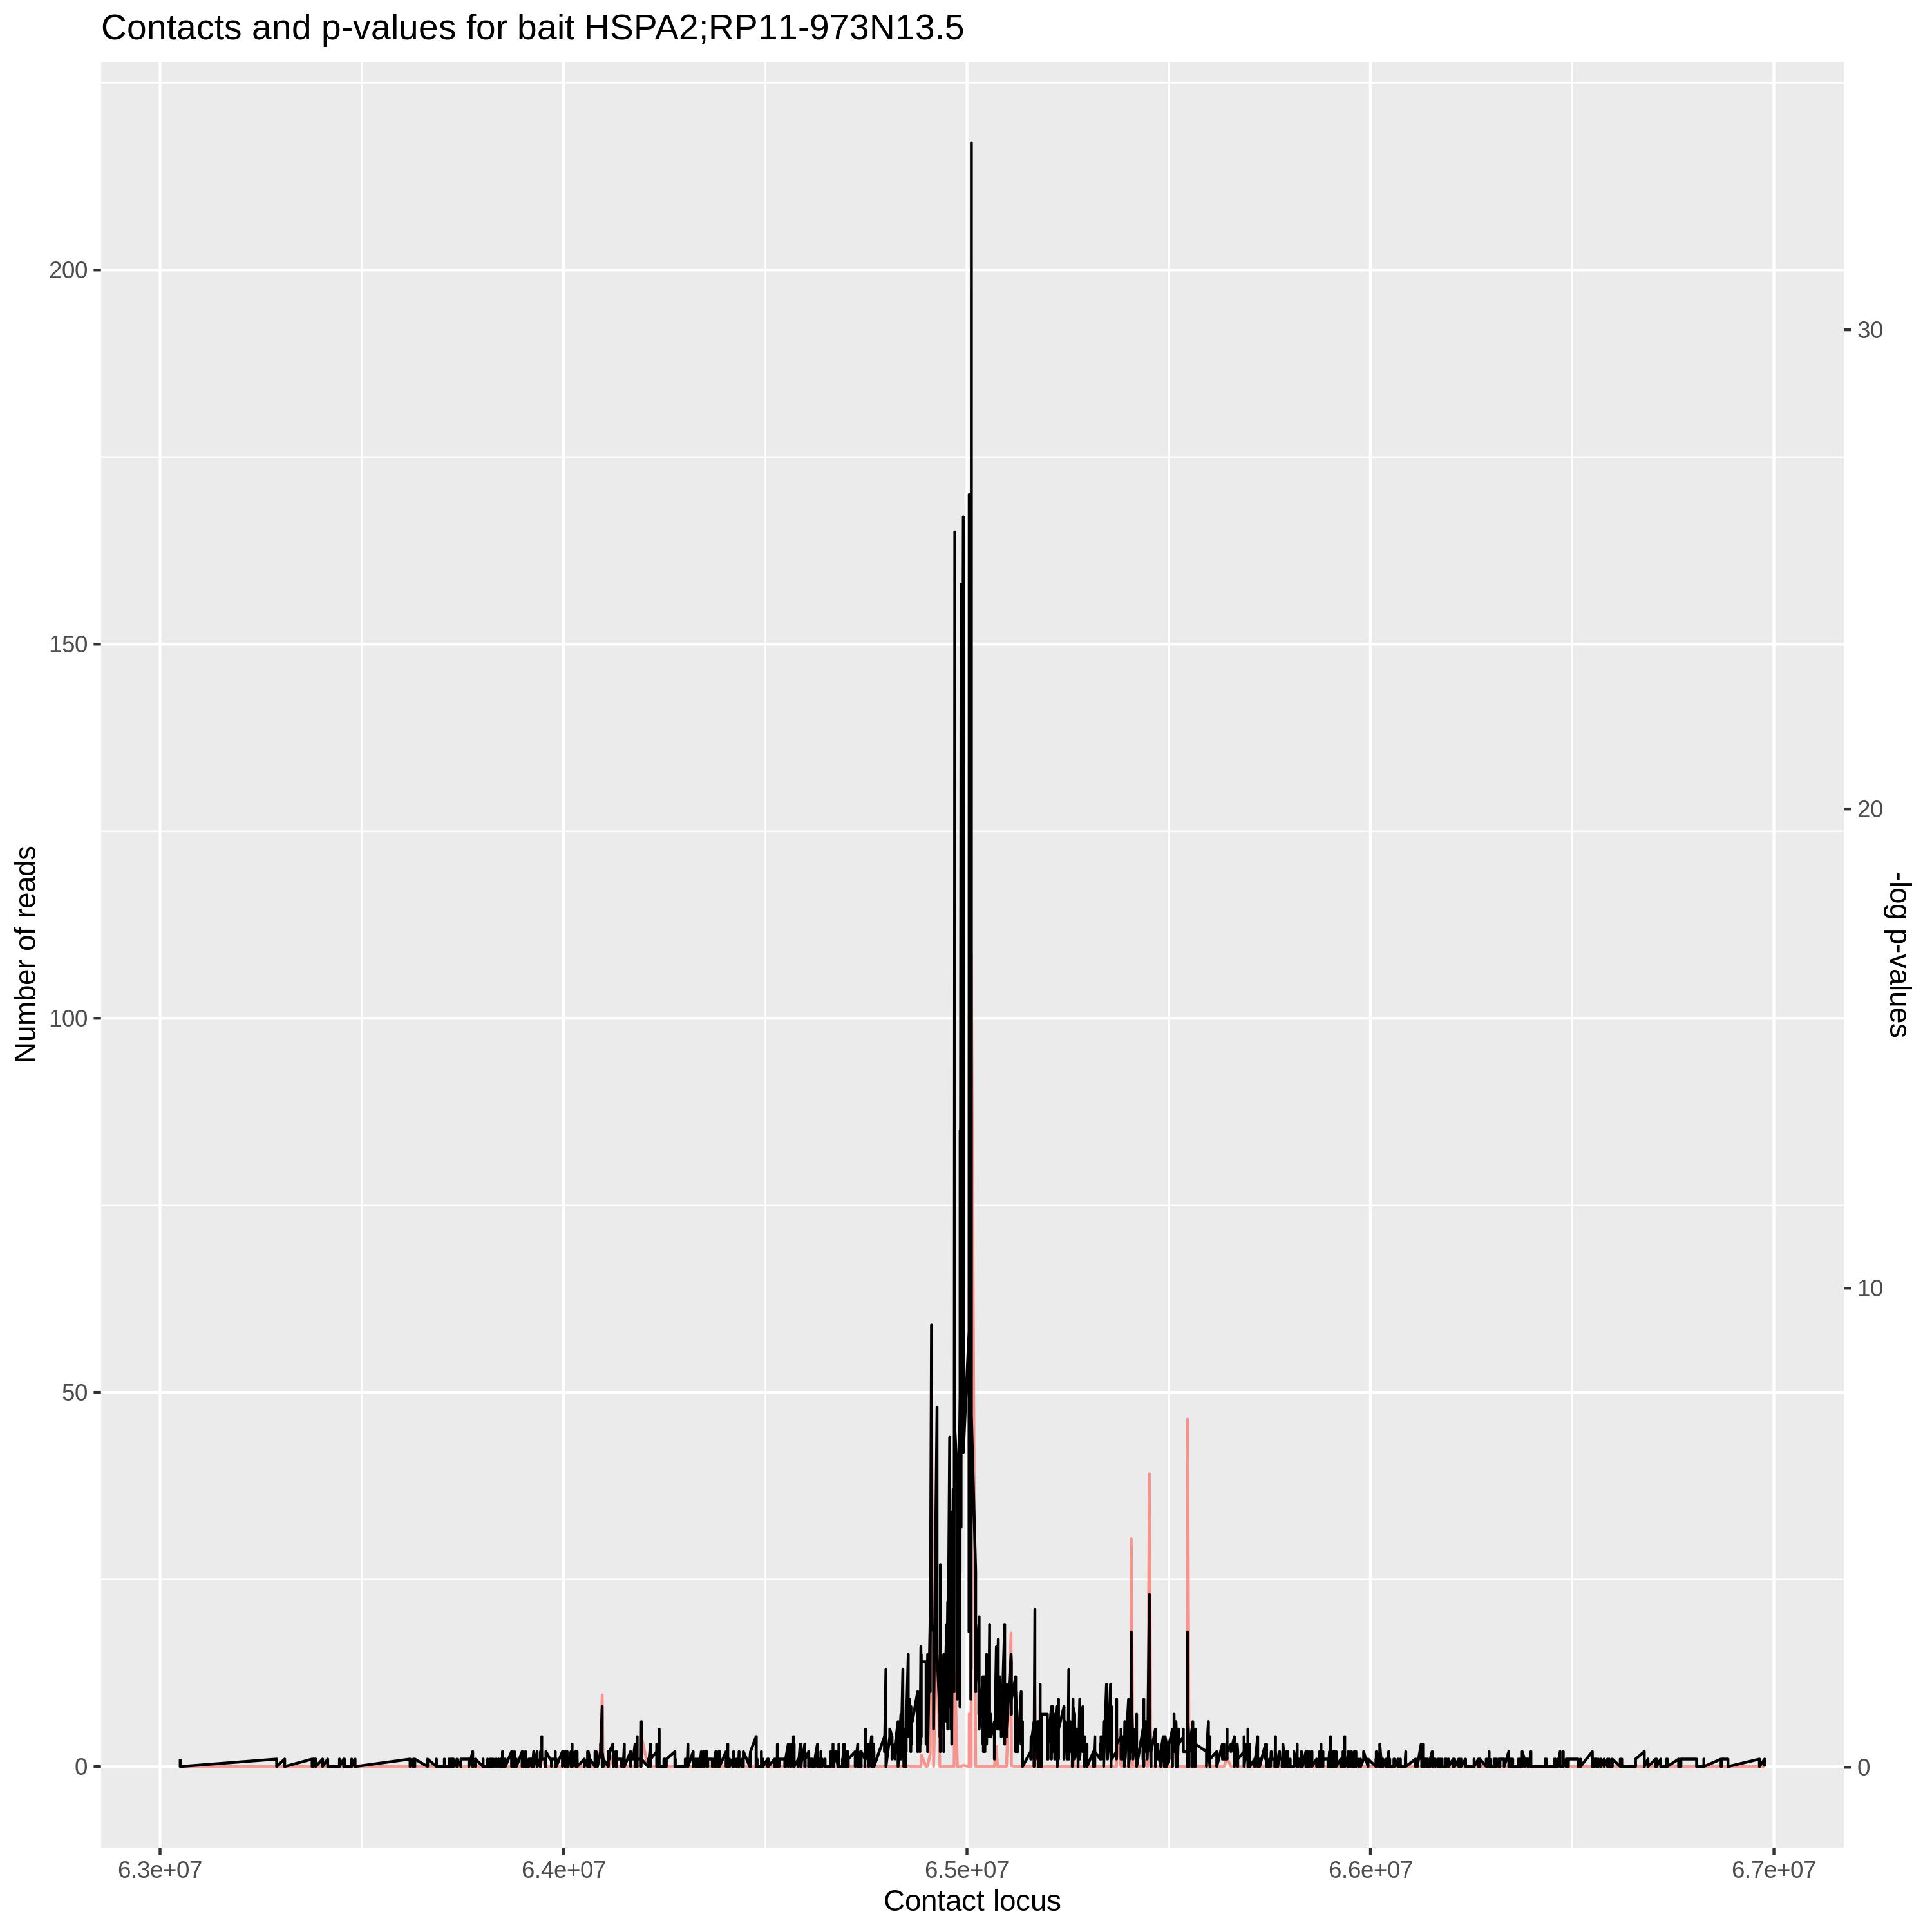 Contacts and p-values for bait HSPA2;RP11-973N13.5
200
150
100
50
0
Number of reads
30
20
10
0
-log p-values
6.3e+07
6.4e+07
6.5e+07
6.6e+07
6.7e+07
Contact locus